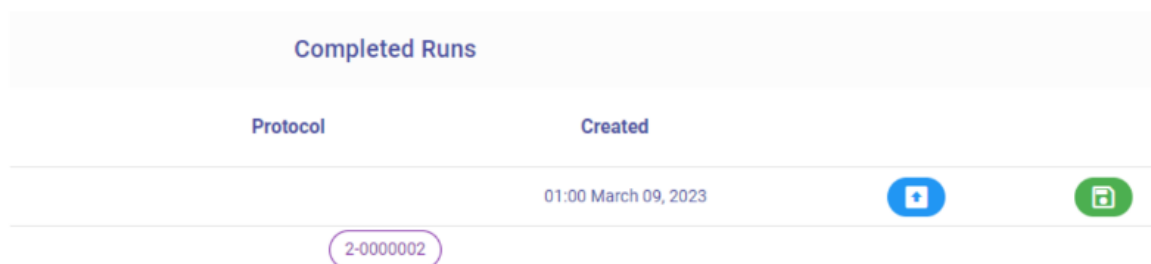 Completed Runs
Protocol Created
01:00 March 09, 2023
2-0000002